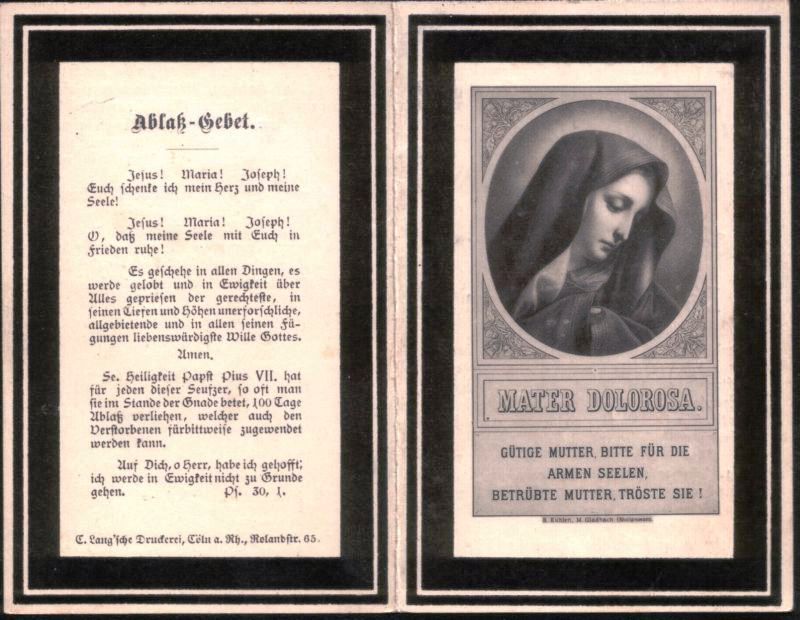 Ablaß-Gebet.
Jesus! Maria! Joseph!
Euch schenke ich mein Herz und meine
Seele!
Jesus! Maria! Joseph!
O, daß meine Seele mit Euch in
Frieden ruhe!
Es geschehe in allen Dingen, es
werde gelobt und in Ewigkeit über
Alles gepriesen der gerechteste, in
seinen Tiefen und Höhen unerforschliche,
allgebietende und in allen seinen Fü-
gungen liebenswürdigste Wille Gottes.
Amen.
Se. Heiligkeit Papst Pius VII. hat
für jeden dieser Seufzer, so oft man
sie im Stande der Gnade betet, 100 Tage
Ablaß verliehen, welcher auch den
Verstorbenen fürbittweise zugewendet
werden kann.
Auf Dich, o Herr, habe ich gehofft;
ich werde in Ewigkeit nicht zu Grunde
gehen. Ps. 30, 1.
C. Lang'sche Druckerei, Cöln a. Rh., Rolandstr. 65.
MATER DOLOROSA.
GÜTIGE MUTTER, BITTE FÜR DIE
ARMEN SEELEN,
BETRÜBTE MUTTER, TRÖSTE SIE!
B. Kühlen, M. Gladbach